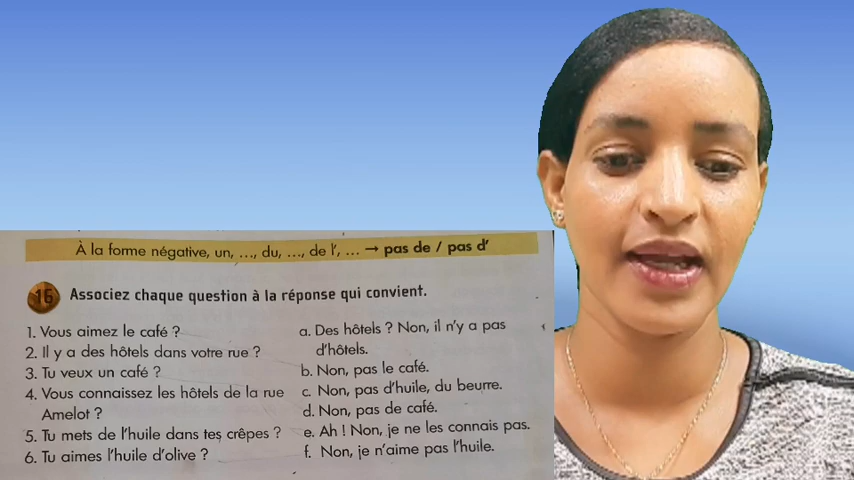 À la forme négative, un, ..., du, ..., de l', ... → pas de / pas d'
16 Associez chaque question à la réponse qui convient.
1. Vous aimez le café ?
2. Il y a des hôtels dans votre rue ?
3. Tu veux un café ?
4. Vous connaissez les hôtels de la rue
Amelot ?
5. Tu mets de l'huile dans tes crêpes ?
6. Tu aimes l'huile d'olive ?
a. Des hôtels ? Non, il n'y a pas
d'hôtels.
b. Non, pas le café.
c. Non, pas d'huile, du beurre.
d. Non, pas de café.
e. Ah ! Non, je ne les connais pas.
f. Non, je n'aime pas l'huile.